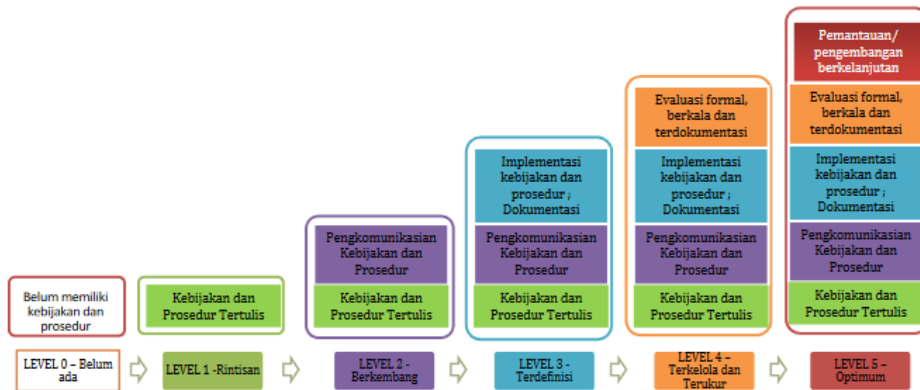 Belum memiliki
kebijakan dan
prosedur
LEVEL 0 – Belum
ada
Kebijakan dan
Prosedur Tertulis
LEVEL 1 -Rintisan
Pengkomunikasian
Kebijakan dan
Prosedur
Kebijakan dan
Prosedur Tertulis
LEVEL 2 -
Berkembang
Implementasi
kebijakan dan
prosedur ;
Dokumentasi
Pengkomunikasian
Kebijakan dan
Prosedur
Kebijakan dan
Prosedur Tertulis
LEVEL 3 -
Terdefinisi
Evaluasi formal,
berkala dan
terdokumentasi
Implementasi
kebijakan dan
prosedur ;
Dokumentasi
Pengkomunikasian
Kebijakan dan
Prosedur
Kebijakan dan
Prosedur Tertulis
LEVEL 4 –
Terkelola dan
Terukur
Pemantauan/
pengembangan
berkelanjutan
Evaluasi formal,
berkala dan
terdokumentasi
Implementasi
kebijakan dan
prosedur ;
Dokumentasi
Pengkomunikasian
Kebijakan dan
Prosedur
Kebijakan dan
Prosedur Tertulis
LEVEL 5 –
Optimum